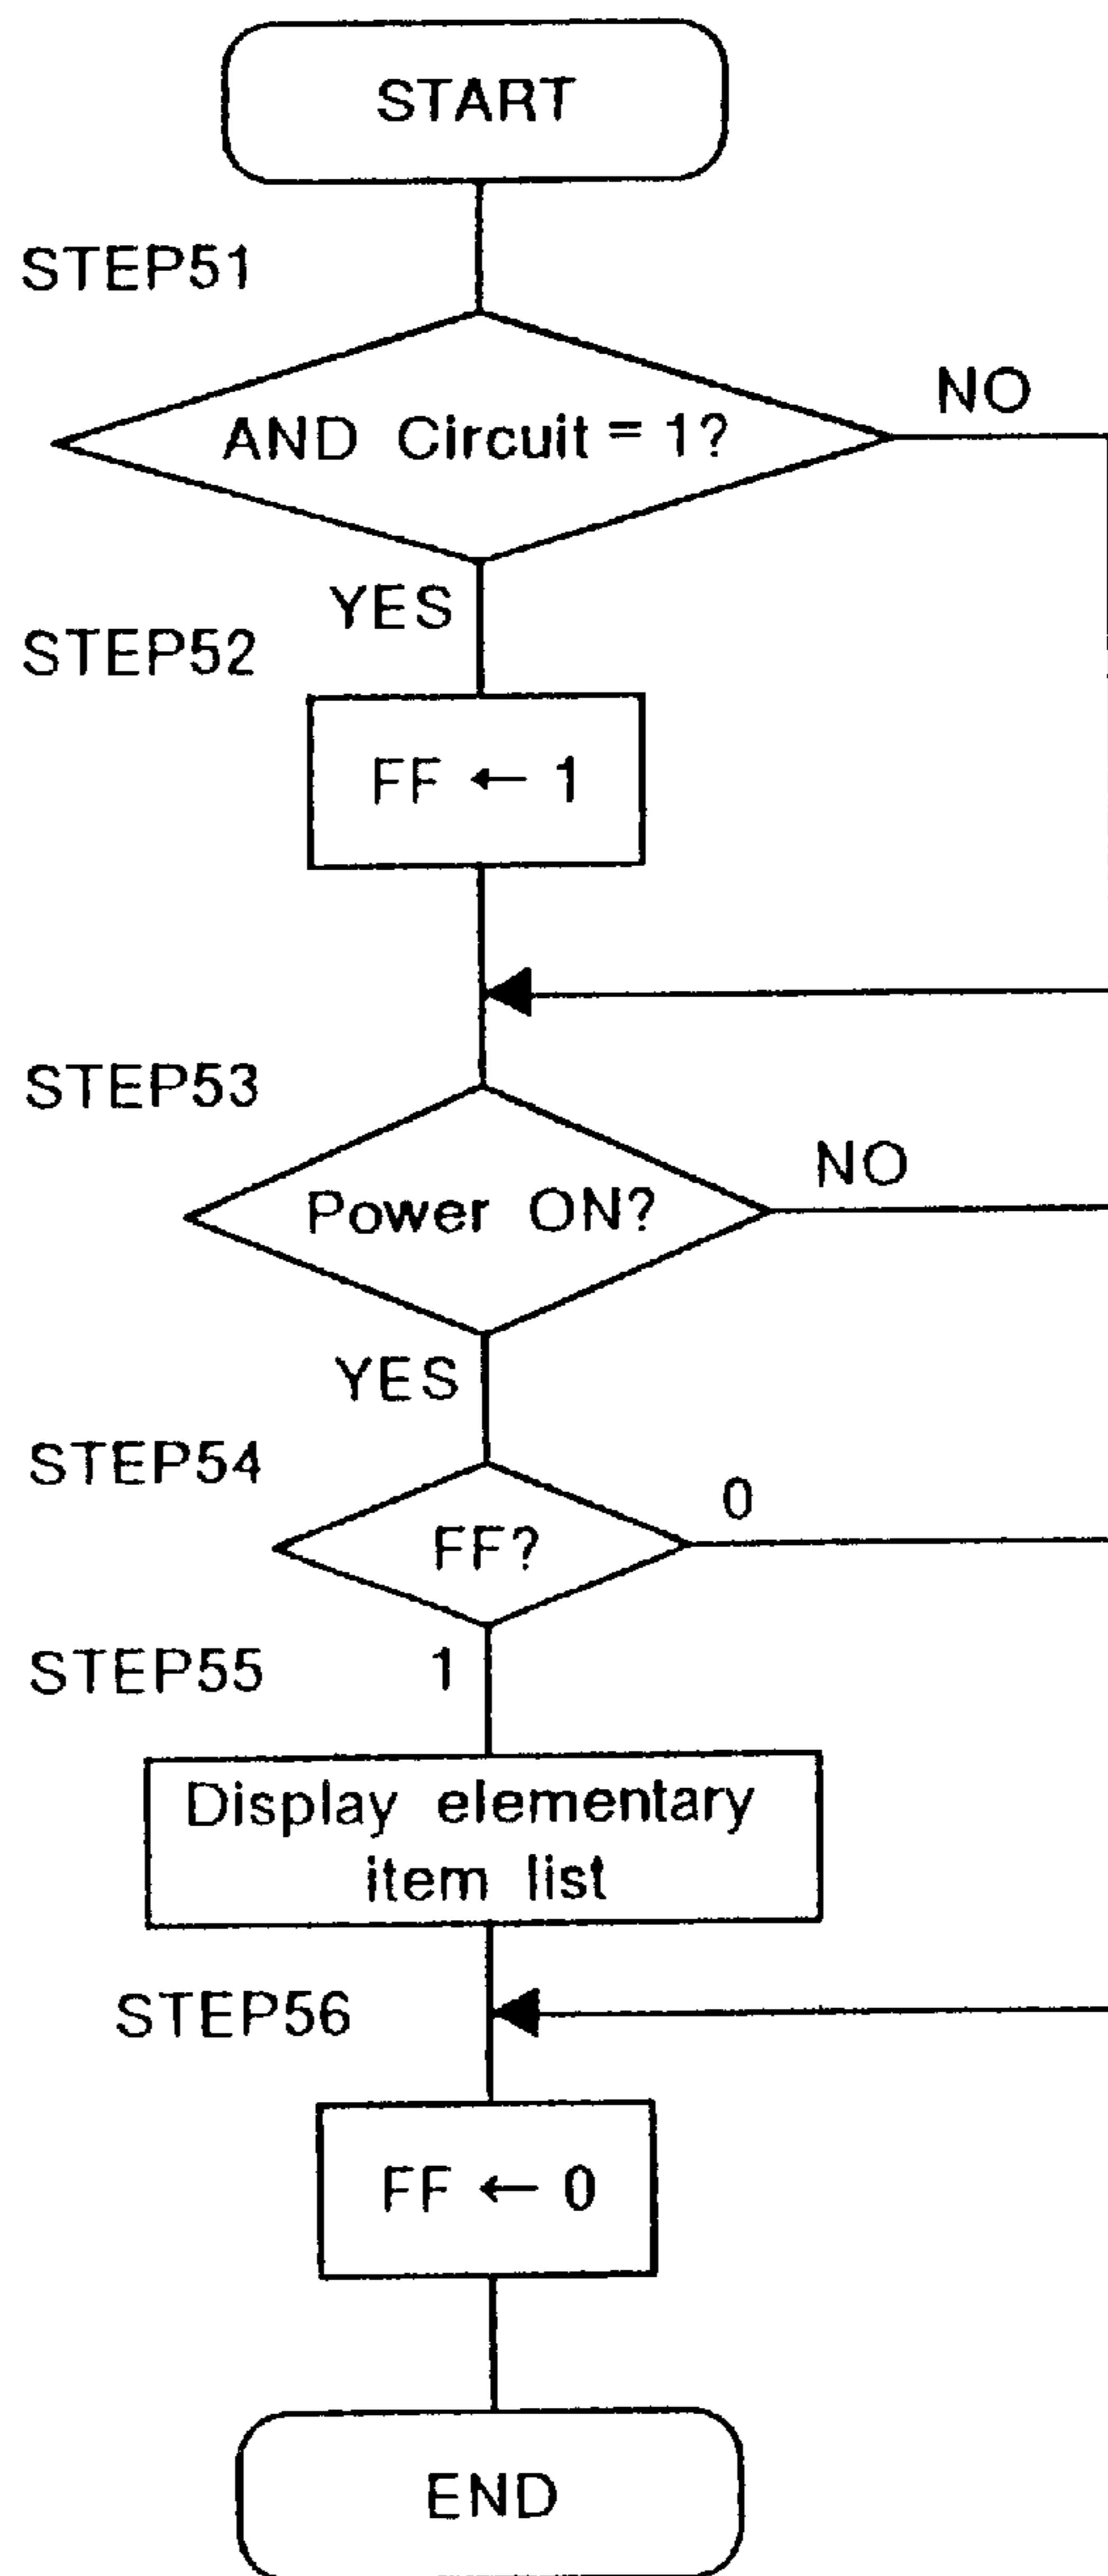 START
STEP51
AND Circuit = 1?
NO
YES
STEP52
FF ← 1
STEP53
Power ON?
NO
YES
STEP54
FF?
0
1
STEP55
Display elementary
item list
STEP56
FF ← 0
END